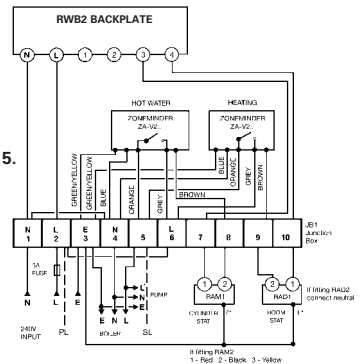 RWB2 BACKPLATE
N L 1 2 3 4
HOT WATER
HEATING
ZONEMINDER
ZA-V2..
ZONEMINDER
ZA-V2..
5.
GREEN/YELLOW
GREEN/YELLOW
BLUE
ORANGE
GREY
BROWN
BLUE
ORANGE
GREY
BROWN
N L E N L
1 2 3 4 5 6 7 8 9 10
JB1
Junction
Box
3A
FUSE
N L E
L
N
E
PUMP
E N L
240V
INPUT
PL
BOILER
SL
1 2
RAM1
CYLINDER
STAT
2 1
RAD1
ROOM
STAT
If fitting RAD2
connect neutral
If fitting RAM2
1 - Red 2 - Black 3 - Yellow